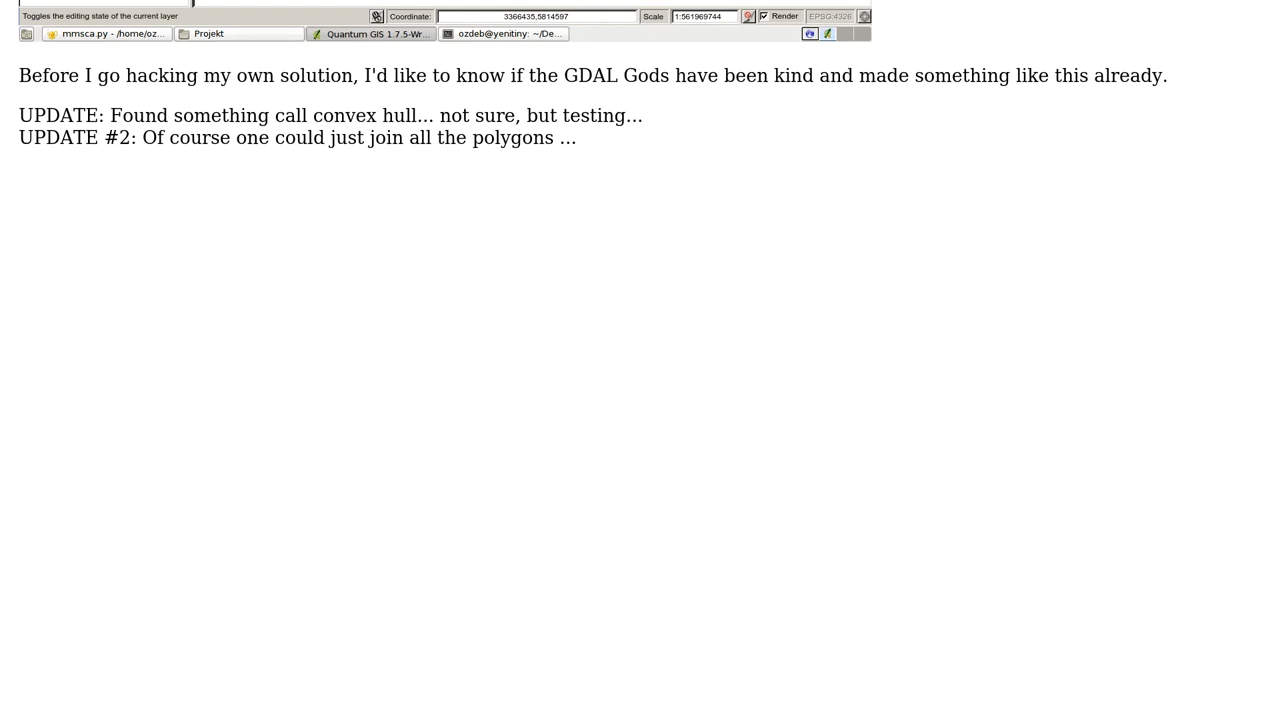 Toggles the editing state of the current layer Coordinate: 3366435,5814597 Scale 1:561969744 Render EPSG:4326
mmsca.py - /home/oz... Projekt Quantum GIS 1.7.5-Wr... ozdeb@yenitiny: ~/De...
Before I go hacking my own solution, I'd like to know if the GDAL Gods have been kind and made something like this already.
UPDATE: Found something call convex hull... not sure, but testing...
UPDATE #2: Of course one could just join all the polygons ...